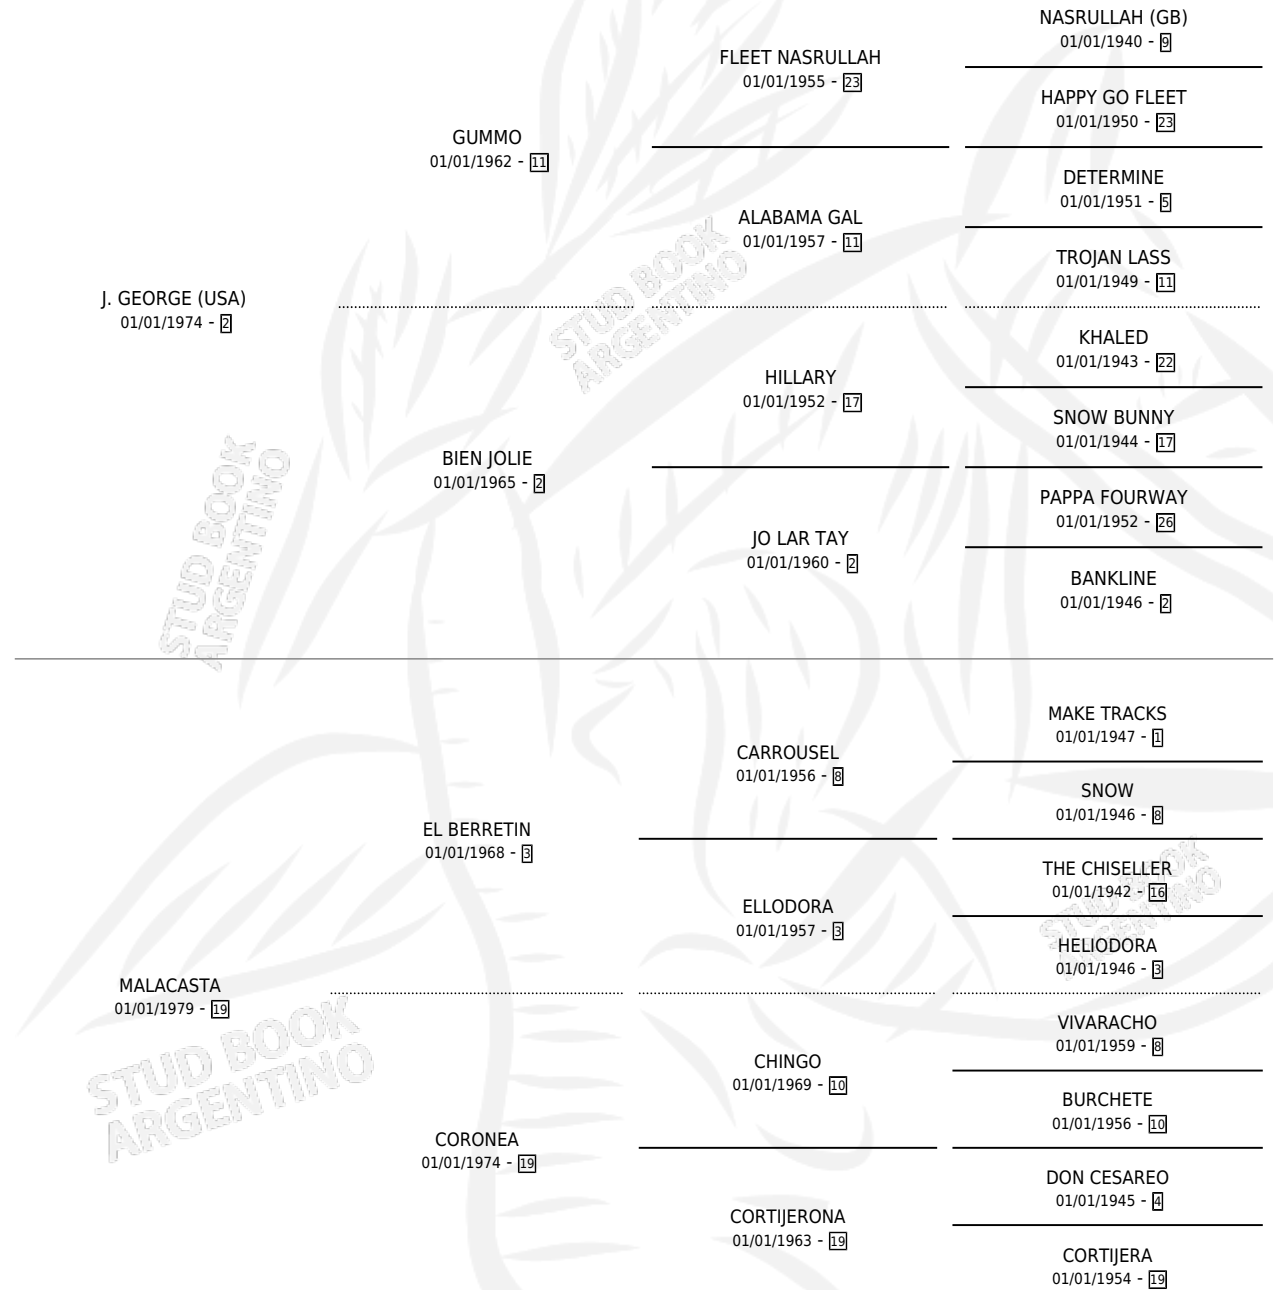 NASRULLAH (GB)
01/01/1940 - 9
FLEET NASRULLAH
01/01/1955 - 23
HAPPY GO FLEET
01/01/1950 - 23
GUMMO
01/01/1962 - 11
DETERMINE
01/01/1951 - 5
ALABAMA GAL
01/01/1957 - 11
TROJAN LASS
01/01/1949 - 11
J. GEORGE (USA)
01/01/1974 - 2
STUD BOOK
ARGENTINO
KHALED
01/01/1943 - 22
HILLARY
01/01/1952 - 17
SNOW BUNNY
01/01/1944 - 17
BIEN JOLIE
01/01/1965 - 2
PAPPA FOURWAY
01/01/1952 - 26
JO LAR TAY
01/01/1960 - 2
BANKLINE
01/01/1946 - 2
STUD BOOK
ARGENTINO
MAKE TRACKS
01/01/1947 - 1
CARROUSEL
01/01/1956 - 8
SNOW
01/01/1946 - 8
EL BERRETIN
01/01/1968 - 3
THE CHISELLER
01/01/1942 - 16
ELLODORA
01/01/1957 - 3
STUD BOOK
ARGENTINO
HELIODORA
01/01/1946 - 3
MALACASTA
01/01/1979 - 19
STUD BOOK
ARGENTINO
VIVARACHO
01/01/1959 - 8
CHINGO
01/01/1969 - 10
BURCHETE
01/01/1956 - 10
CORONEA
01/01/1974 - 19
DON CESAREO
01/01/1945 - 4
CORTIJERONA
01/01/1963 - 19
CORTIJERA
01/01/1954 - 19